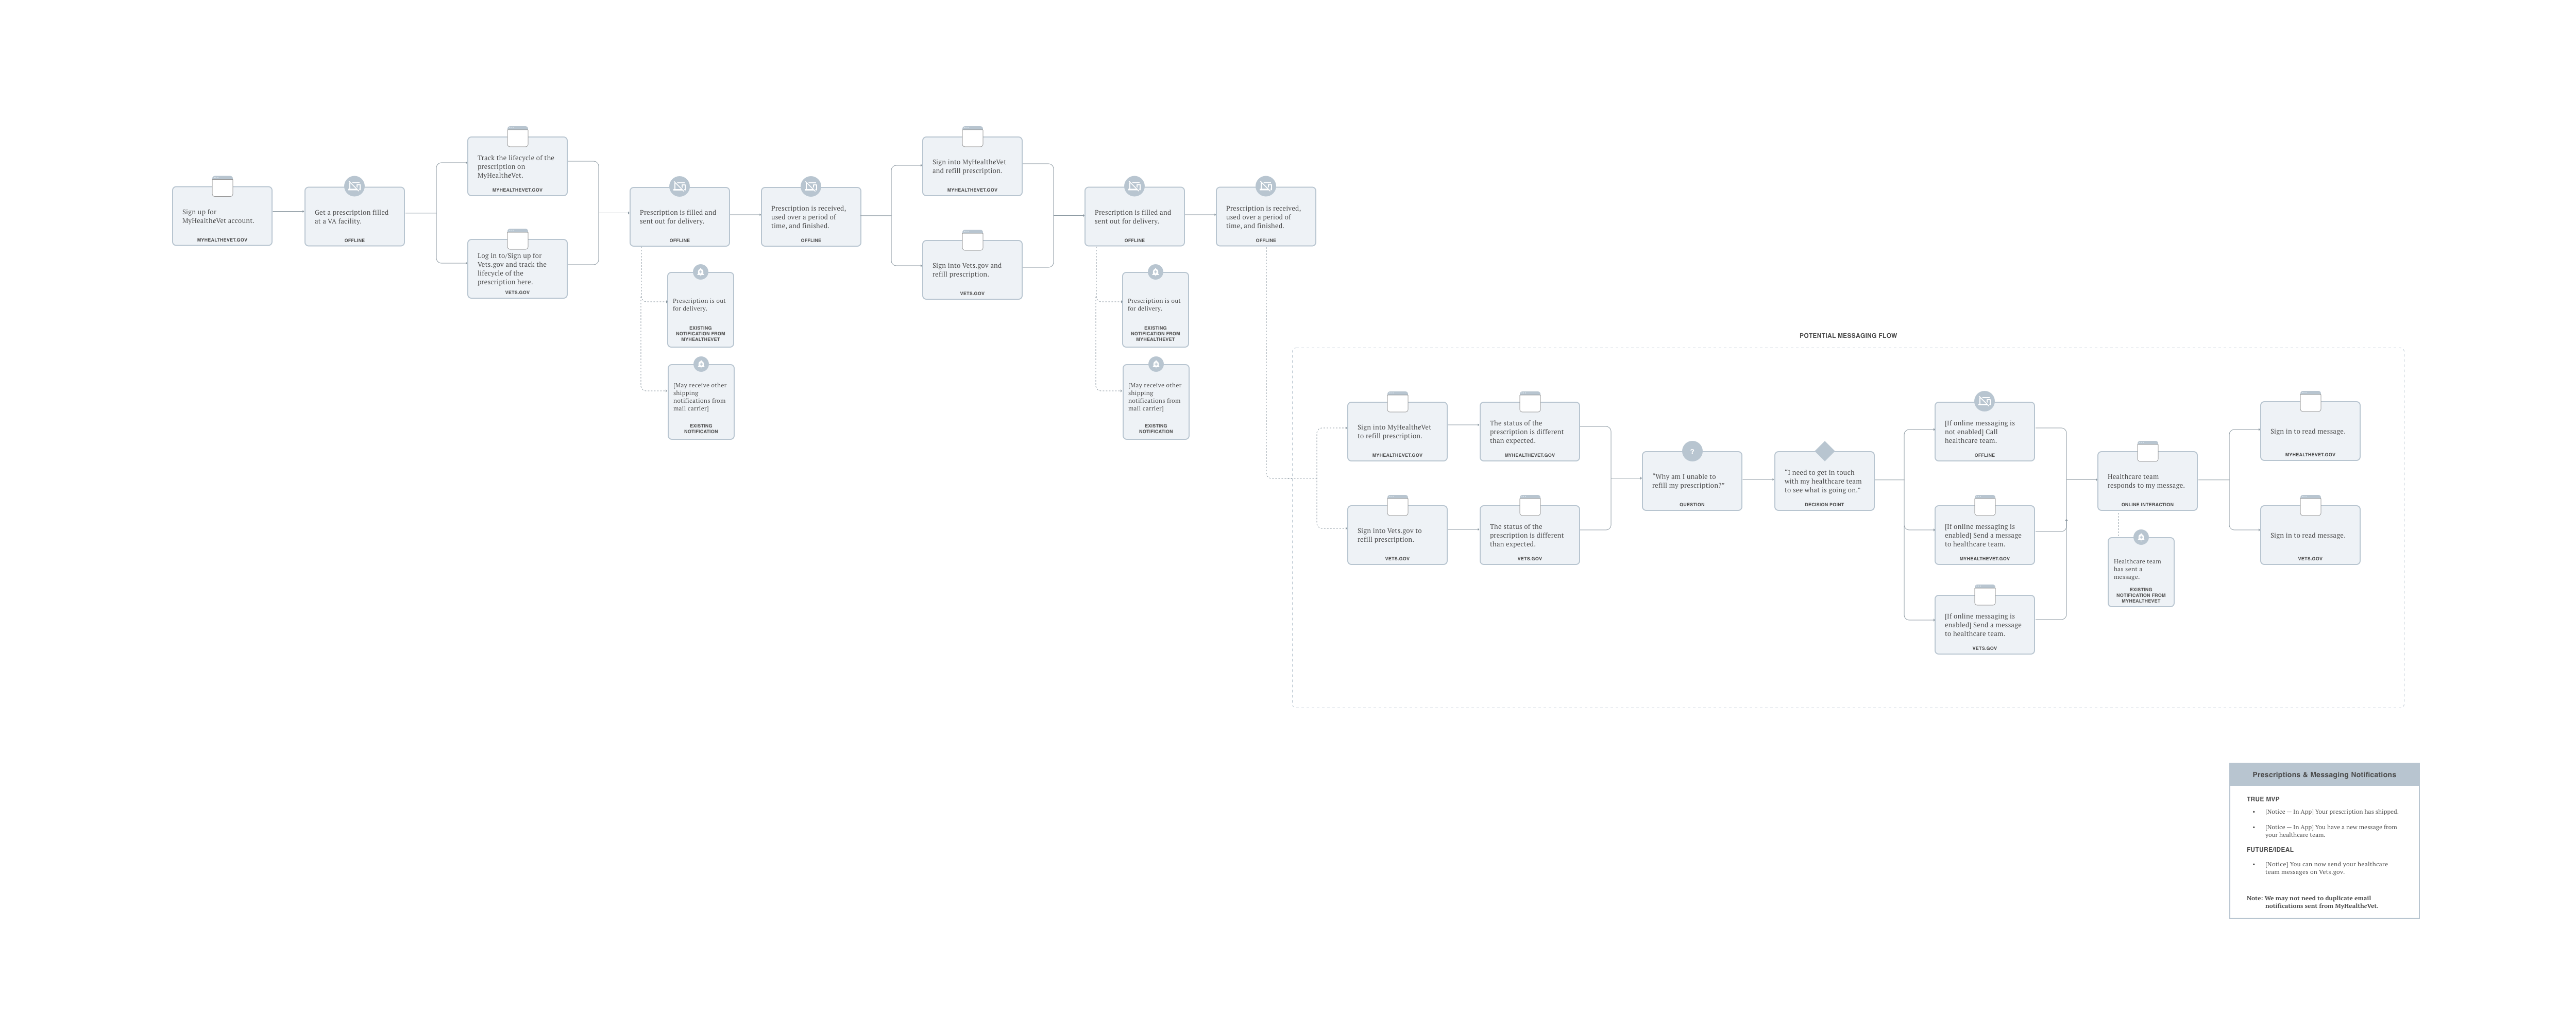 Sign up for
MyHealtheVet account.
MYHEALTHEVET.GOV
Get a prescription filled
at a VA facility.
OFFLINE
Track the lifecycle of the
prescription on
MyHealtheVet.
MYHEALTHEVET.GOV
Log in to/Sign up for
Vets.gov and track the
lifecycle of the
prescription here.
VETS.GOV
Prescription is filled and
sent out for delivery.
OFFLINE
Prescription is out
for delivery.
EXISTING
NOTIFICATION FROM
MYHEALTHEVET
[May receive other
shipping
notifications from
mail carrier]
EXISTING
NOTIFICATION
Prescription is received,
used over a period of
time, and finished.
OFFLINE
Sign into MyHealtheVet
and refill prescription.
MYHEALTHEVET.GOV
Sign into Vets.gov and
refill prescription.
VETS.GOV
Prescription is filled and
sent out for delivery.
OFFLINE
Prescription is out
for delivery.
EXISTING
NOTIFICATION FROM
MYHEALTHEVET
[May receive other
shipping
notifications from
mail carrier]
EXISTING
NOTIFICATION
Prescription is received,
used over a period of
time, and finished.
OFFLINE
POTENTIAL MESSAGING FLOW
Sign into MyHealtheVet
to refill prescription.
MYHEALTHEVET.GOV
The status of the
prescription is different
than expected.
MYHEALTHEVET.GOV
Sign into Vets.gov to
refill prescription.
VETS.GOV
The status of the
prescription is different
than expected.
VETS.GOV
?
“Why am I unable to
refill my prescription?”
QUESTION
“I need to get in touch
with my healthcare team
to see what is going on.”
DECISION POINT
[If online messaging is
not enabled] Call
healthcare team.
OFFLINE
[If online messaging is
enabled] Send a message
to healthcare team.
MYHEALTHEVET.GOV
[If online messaging is
enabled] Send a message
to healthcare team.
VETS.GOV
Healthcare team
responds to my message.
ONLINE INTERACTION
Healthcare team
has sent a
message.
EXISTING
NOTIFICATION FROM
MYHEALTHEVET
Sign in to read message.
MYHEALTHEVET.GOV
Sign in to read message.
VETS.GOV
Prescriptions & Messaging Notifications
TRUE MVP
• [Notice — In App] Your prescription has shipped.
• [Notice — In App] You have a new message from
your healthcare team.
FUTURE/IDEAL
• [Notice] You can now send your healthcare
team messages on Vets.gov.
Note: We may not need to duplicate email
notifications sent from MyHealtheVet.